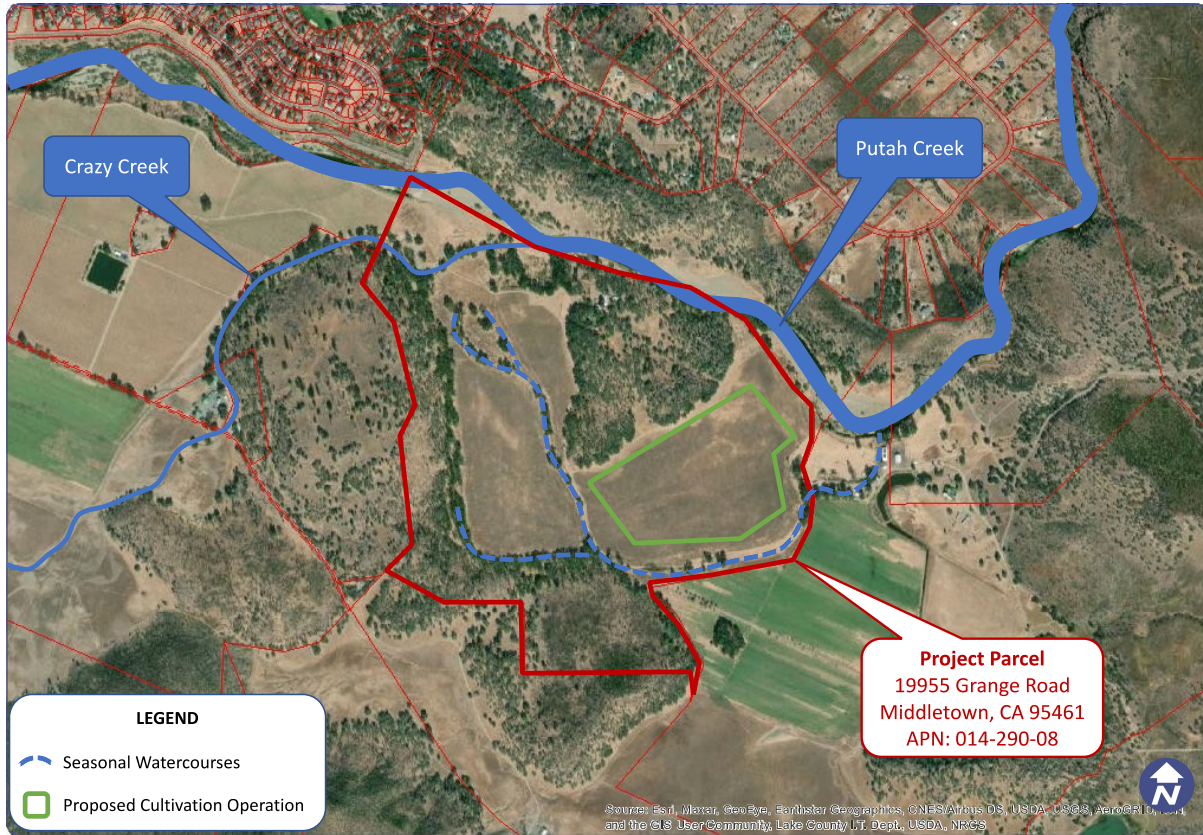 Crazy Creek
Putah Creek
Project Parcel
19955 Grange Road
Middletown, CA 95461
APN: 014-290-08
LEGEND
Seasonal Watercourses
Proposed Cultivation Operation
N
Source: Esri, Maxar, GeoEye, Earthstar Geographics, CNES/Airbus DS, USDA, USGS, AeroGRID,
and the GIS User Community, Lake County I.T. Dept., USDA, NRCS